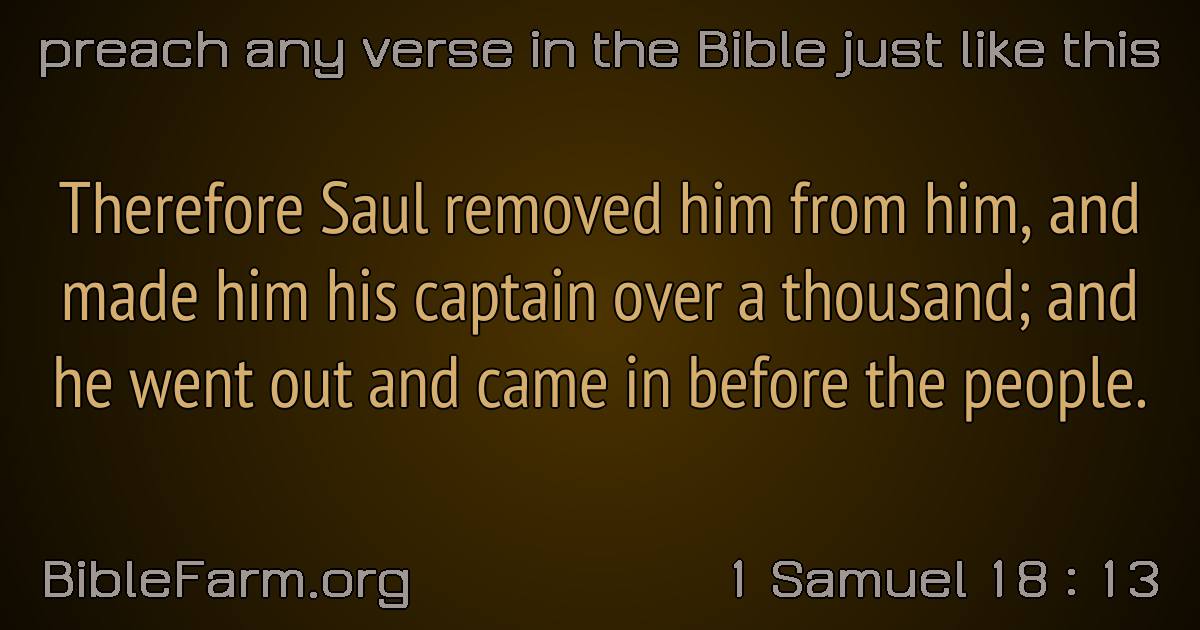 preach any verse in the Bible just like this
Therefore Saul removed him from him, and
made him his captain over a thousand; and
he went out and came in before the people.
BibleFarm.org
1 Samuel 18 : 13